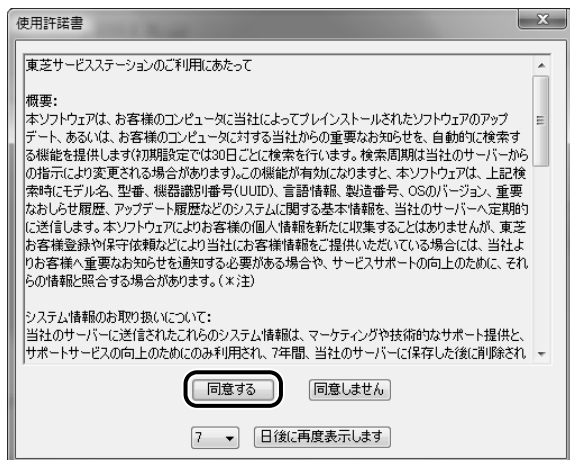 使用許諾書
東芝サービスステーションのご利用にあたって
概要:
本ソフトウェアは、お客様のコンピュータに当社によってプレインストールされたソフトウェアのアップ
デート、あるいは、お客様のコンピュータに対する当社からの重要なお知らせを、自動的に検索す
る機能を提供します(初期設定では30日ごとに検索を行います。検索周期は当社のサーバーから
の指示により変更される場合があります)。この機能が有効になりますと、本ソフトウェアは、上記検
索時にモデル名、型番、機器識別番号(UUID)、言語情報、製造番号、OSのバージョン、重要
なおしらせ履歴、アップデート履歴などのシステムに関する基本情報を、当社のサーバーへ定期的
に送信します。本ソフトウェアによりお客様の個人情報を新たに収集することはありませんが、東芝
お客様登録や保守依頼などにより当社にお客様情報をご提供いただいている場合には、当社よ
りお客様へ重要なお知らせを通知する必要がある場合や、サービスサポートの向上のために、それ
らの情報と照合する場合があります。(*注)
システム情報のお取り扱いについて:
当社のサーバーに送信されたこれらのシステム情報は、マーケティングや技術的なサポート提供と、
サポートサービスの向上のためにのみ利用され、7年間、当社のサーバーに保存した後に削除され
同意する 同意しません
7 日後に再度表示します